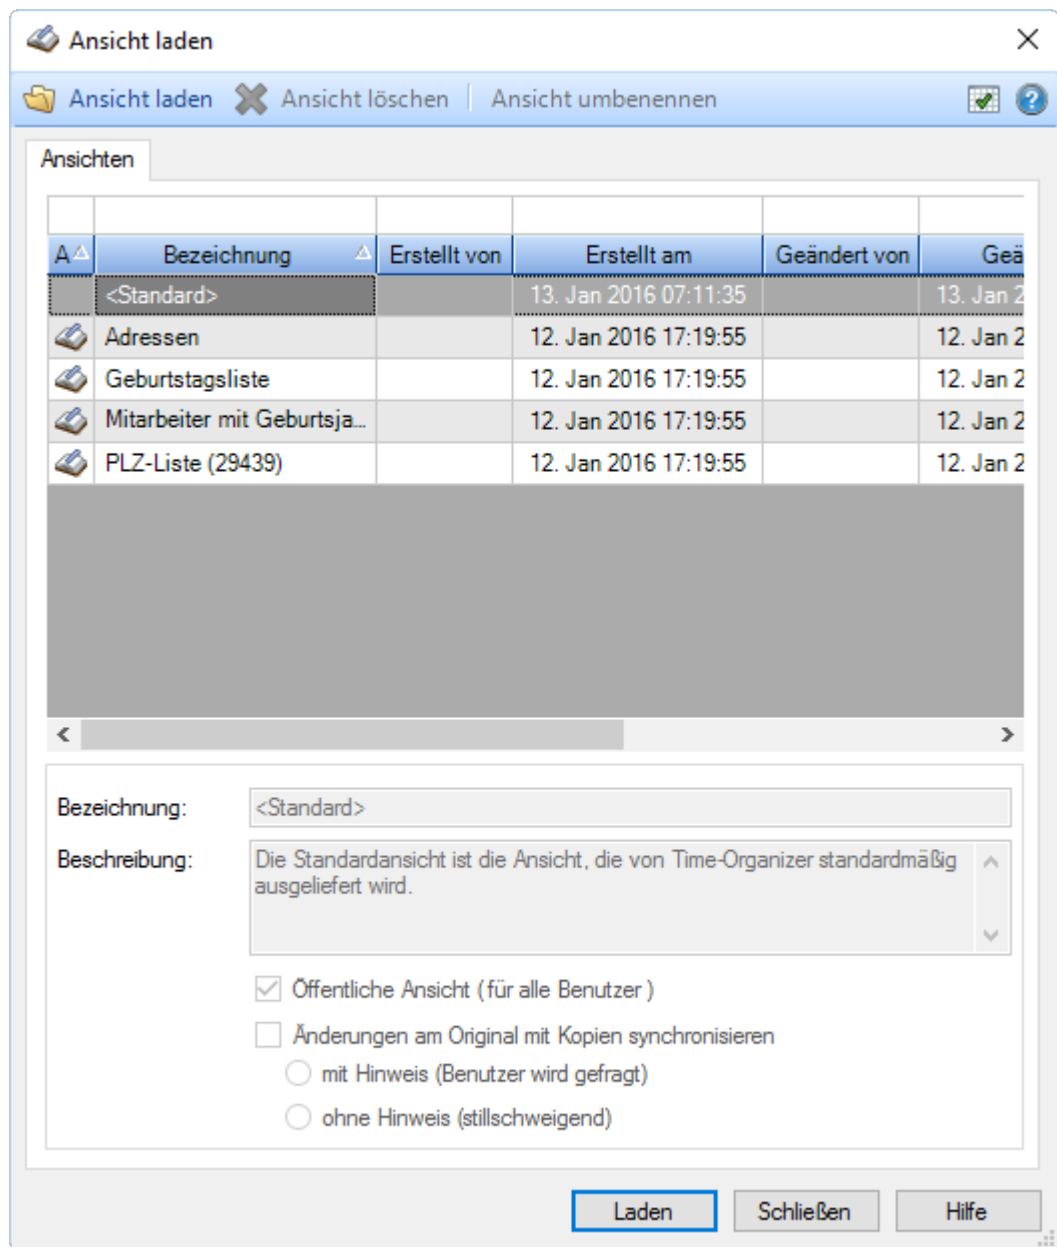 Ansicht laden
Ansicht laden Ansicht löschen Ansicht umbenennen
Ansichten
A Bezeichnung Erstellt von Erstellt am Geändert von Geä
<Standard> 13. Jan 2016 07:11:35 13. Jan 2
Adressen 12. Jan 2016 17:19:55 12. Jan 2
Geburtstagsliste 12. Jan 2016 17:19:55 12. Jan 2
Mitarbeiter mit Geburtsja... 12. Jan 2016 17:19:55 12. Jan 2
PLZ-Liste (29439) 12. Jan 2016 17:19:55 12. Jan 2
Bezeichnung: <Standard>
Beschreibung: Die Standardansicht ist die Ansicht, die von Time-Organizer standardmäßig
ausgeliefert wird.
Öffentliche Ansicht ( für alle Benutzer )
Änderungen am Original mit Kopien synchronisieren
mit Hinweis (Benutzer wird gefragt)
ohne Hinweis (stillschweigend)
Laden Schließen Hilfe